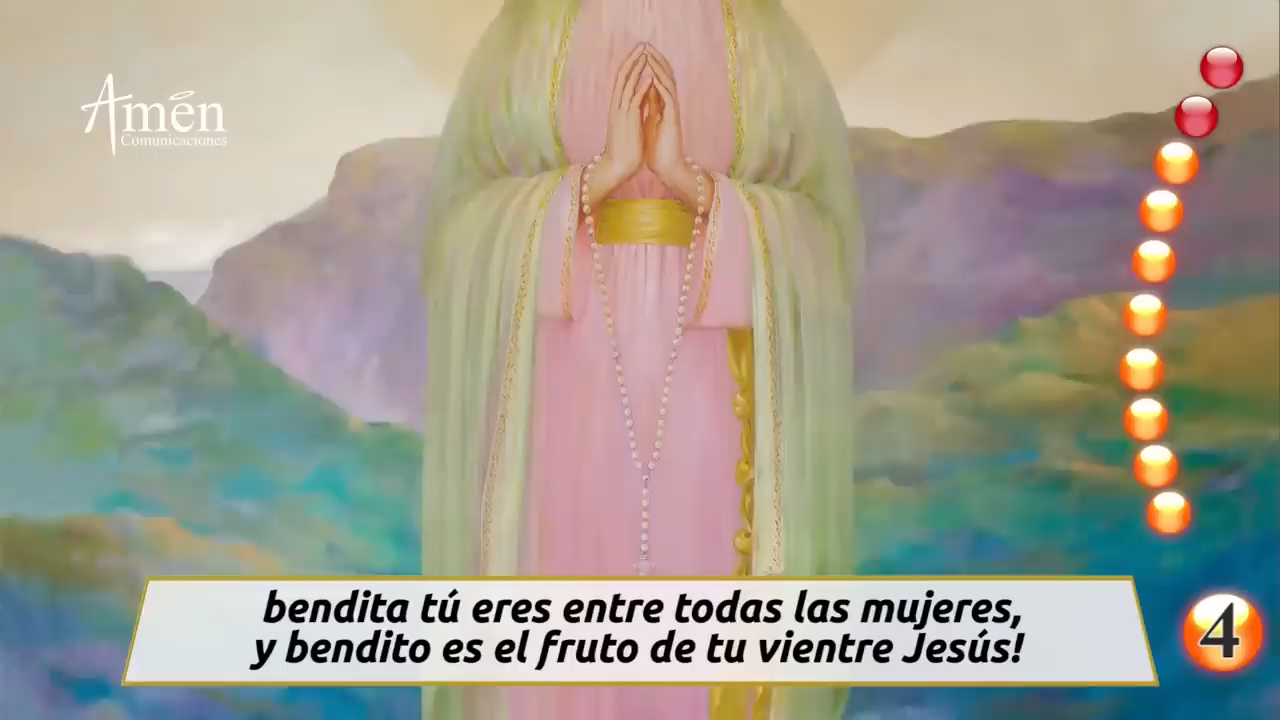 Amén
Comunicaciones
bendita tú eres entre todas las mujeres,
y bendito es el fruto de tu vientre Jesús!
4